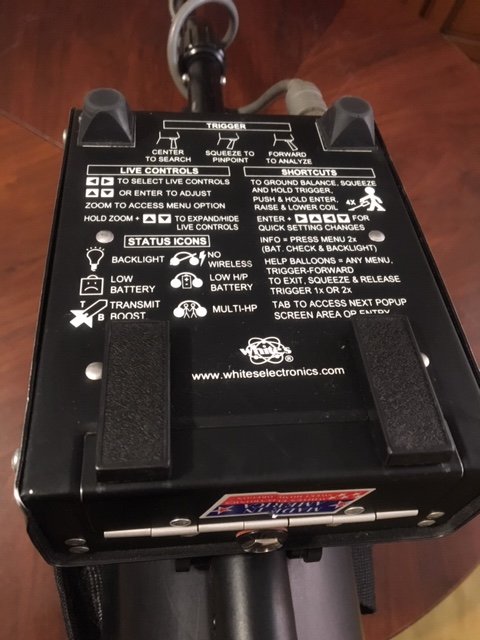 TRIGGER
CENTER TO SEARCH
SQUEEZE TO PINPOINT
FORWARD TO ANALYZE
LIVE CONTROLS
◀ ▶ TO SELECT LIVE CONTROLS
▲ ▼ OR ENTER TO ADJUST
ZOOM TO ACCESS MENU OPTION
HOLD ZOOM + ▲ ▼ TO EXPAND/HIDE
LIVE CONTROLS
STATUS ICONS
BACKLIGHT
NO WIRELESS
LOW BATTERY
LOW H/P BATTERY
T B
TRANSMIT BOOST
MULTI-HP
SHORTCUTS
TO GROUND BALANCE, SQUEEZE
AND HOLD TRIGGER,
PUSH & HOLD ENTER,
RAISE & LOWER COIL
4X
ENTER + ▶ ▲ ◀ ▼ FOR
QUICK SETTING CHANGES
INFO = PRESS MENU 2x
(BAT. CHECK & BACKLIGHT)
HELP BALLOONS = ANY MENU,
TRIGGER-FORWARD
TO EXIT, SQUEEZE & RELEASE
TRIGGER 1x OR 2x
TAB TO ACCESS NEXT POPUP
SCREEN AREA OR ENTRY
White's ®
www.whiteselectronics.com